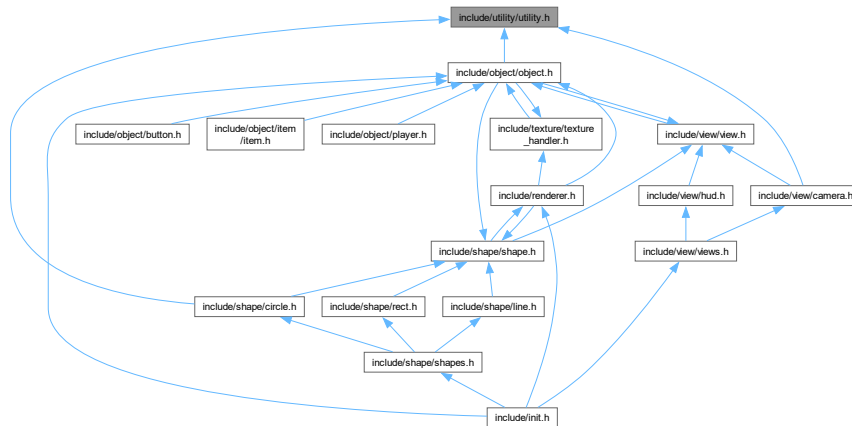 include/utility/utility.h
include/object/object.h
include/object/button.h
include/object/item
/item.h
include/object/player.h
include/texture/texture
_handler.h
include/view/view.h
include/renderer.h
include/view/hud.h
include/view/camera.h
include/shape/shape.h
include/view/views.h
include/shape/circle.h
include/shape/rect.h
include/shape/line.h
include/shape/shapes.h
include/init.h